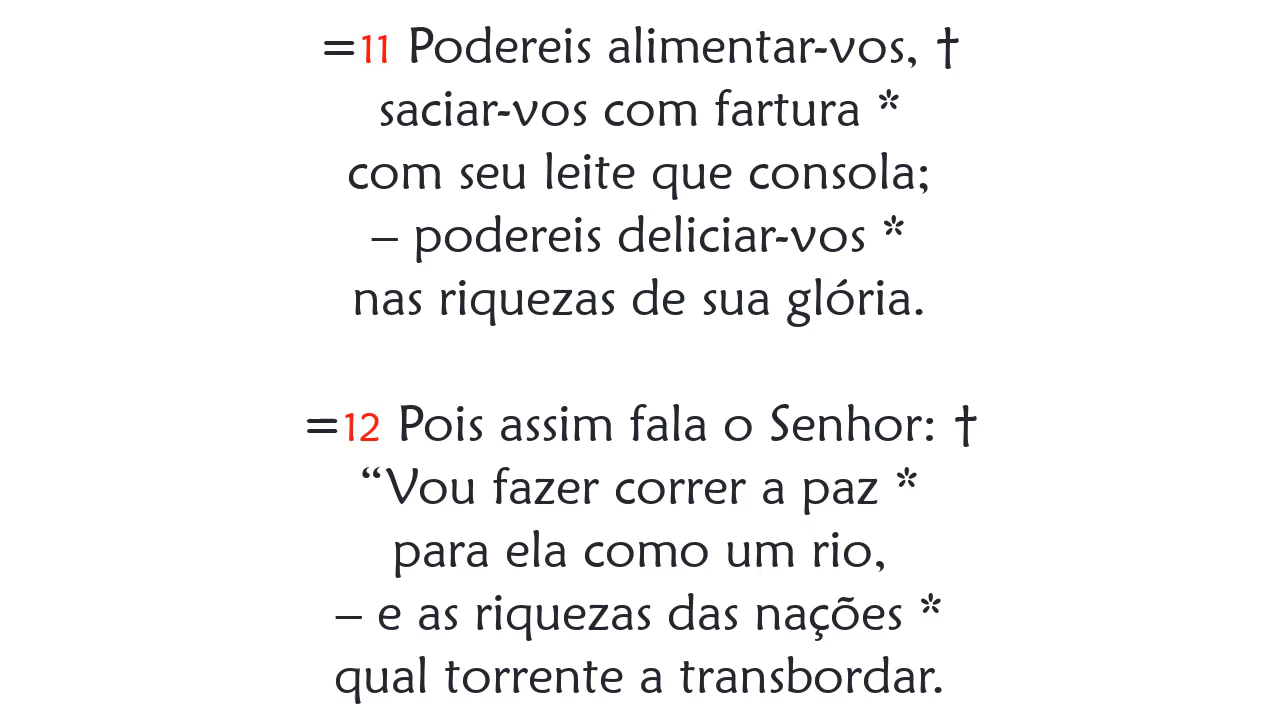 =11 Podereis alimentar-vos, †
saciar-vos com fartura *
com seu leite que consola;
– podereis deliciar-vos *
nas riquezas de sua glória.
=12 Pois assim fala o Senhor: †
“Vou fazer correr a paz *
para ela como um rio,
– e as riquezas das nações *
qual torrente a transbordar.